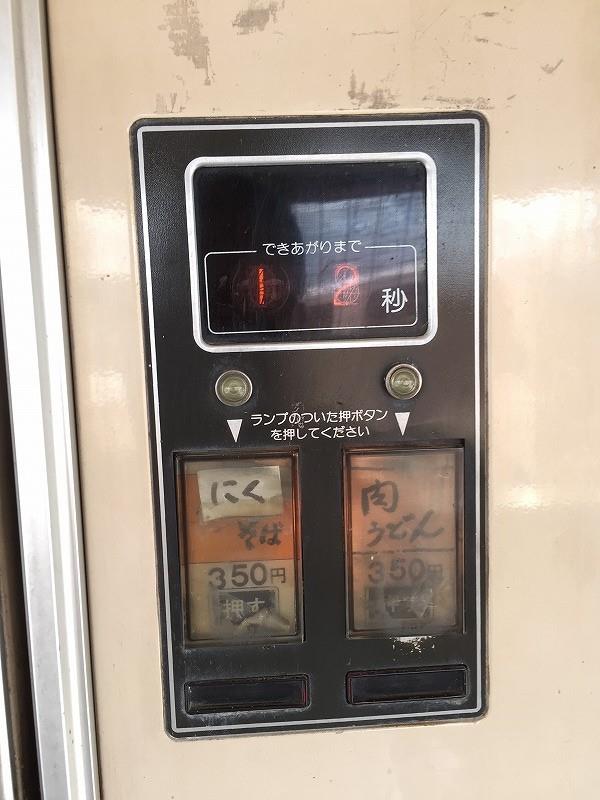 できあがりまで
12秒
ランプのついた押ボタン
を押してください
にく
そば
350円
押す
肉
うどん
350円